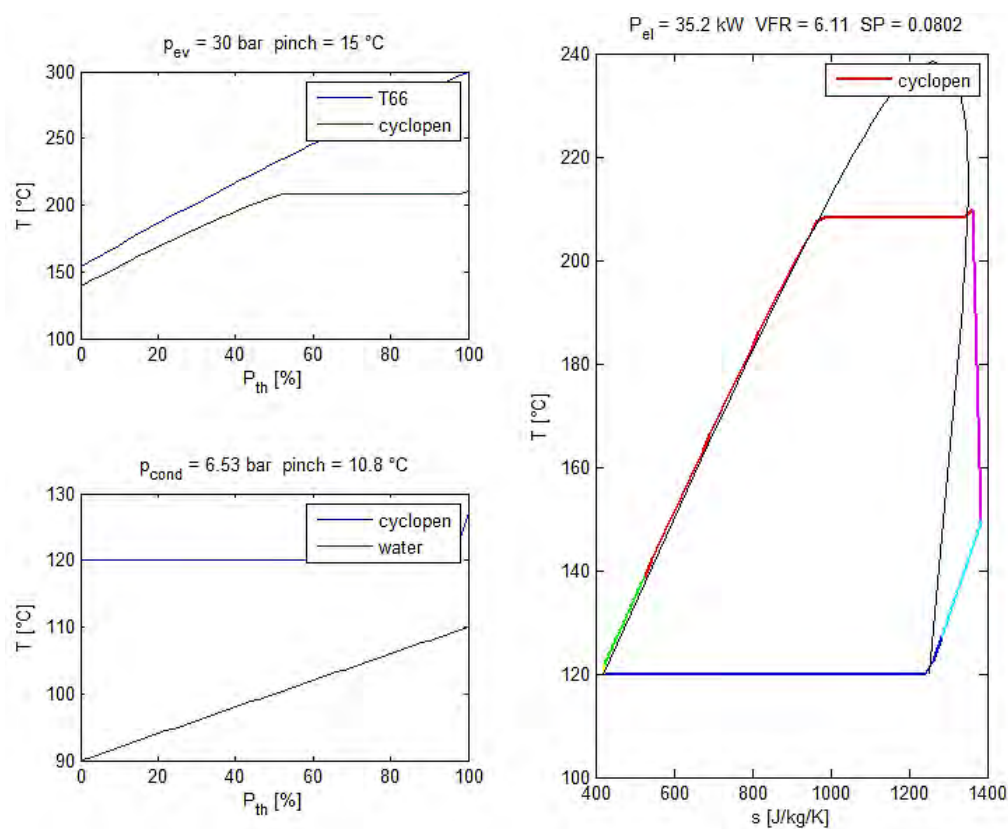 p_ev = 30 bar pinch = 15 °C
300
250
200
150
100
T [°C]
T66
cyclopen
0
20
40
60
80
100
P_th [%]
p_cond = 6.53 bar pinch = 10.8 °C
130
120
110
100
90
T [°C]
cyclopen
water
0
20
40
60
80
100
P_th [%]
P_el = 35.2 kW VFR = 6.11 SP = 0.0802
240
220
200
180
160
140
120
100
T [°C]
cyclopen
400
600
800
1000
1200
1400
s [J/kg/K]